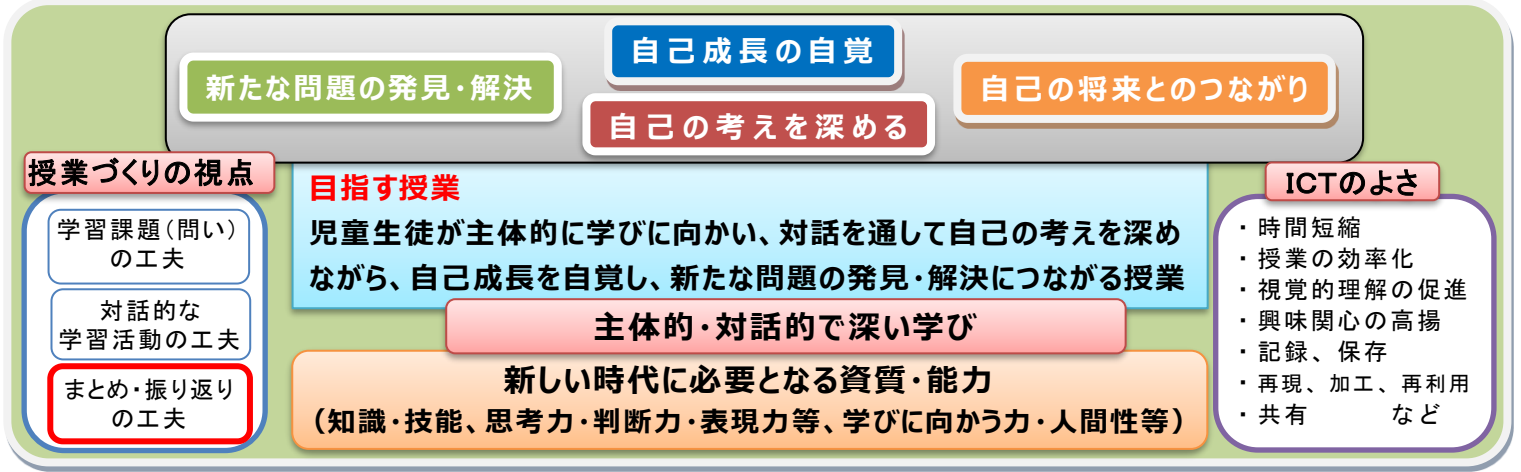 自己成長の自覚
新たな問題の発見・解決
自己の将来とのつながり
自己の考えを深める
授業づくりの視点
学習課題（問い）
の工夫
対話的な
学習活動の工夫
まとめ・振り返り
の工夫
目指す授業
児童生徒が主体的に学びに向かい、対話を通して自己の考えを深め
ながら、自己成長を自覚し、新たな問題の発見・解決につながる授業
主体的・対話的で深い学び
新しい時代に必要となる資質・能力
（知識・技能、思考力・判断力・表現力等、学びに向かう力・人間性等）
ICTのよさ
・時間短縮
・授業の効率化
・視覚的理解の促進
・興味関心の高揚
・記録、保存
・再現、加工、再利用
・共有　　　など